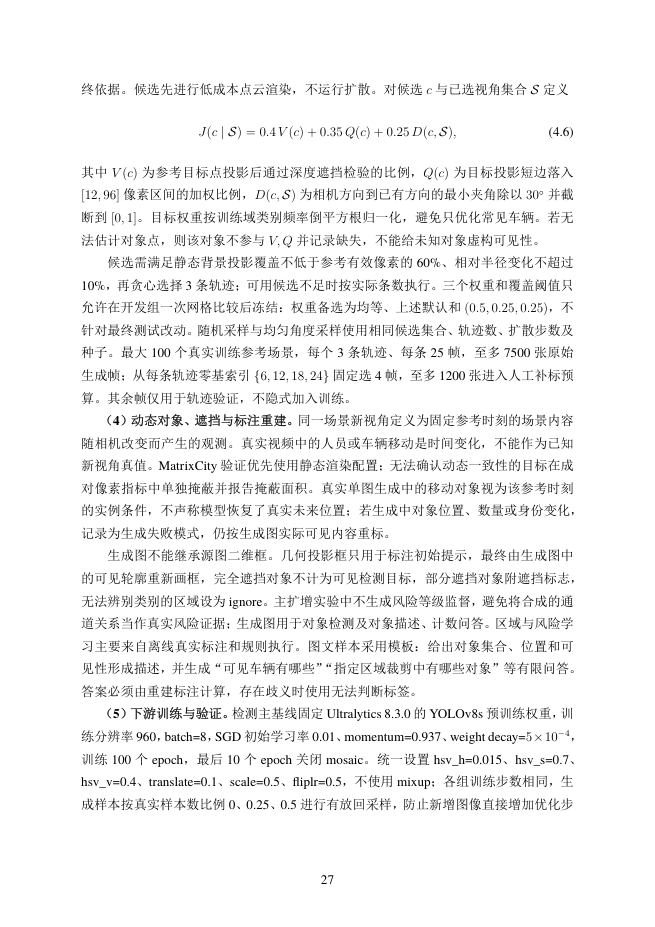 终依据。候选先进行低成本点云渲染，不运行扩散。对候选 c 与已选视角集合 S 定义
J(c | S) = 0.4 V(c) + 0.35 Q(c) + 0.25 D(c, S), (4.6)
其中 V(c) 为参考目标点投影后通过深度遮挡检验的比例，Q(c) 为目标投影短边落入
[12, 96] 像素区间的加权比例，D(c, S) 为相机方向到已有方向的最小夹角除以 30° 并截
断到 [0, 1]。目标权重按训练域类别频率倒平方根归一化，避免只优化常见车辆。若无
法估计对象点，则该对象不参与 V, Q 并记录缺失，不能给未知对象虚构可见性。
候选需满足静态背景投影覆盖不低于参考有效像素的 60%、相对半径变化不超过
10%，再贪心选择 3 条轨迹；可用候选不足时按实际条数执行。三个权重和覆盖阈值只
允许在开发组一次网格比较后冻结：权重备选为均等、上述默认和 (0.5, 0.25, 0.25)，不
针对最终测试改动。随机采样与均匀角度采样使用相同候选集合、轨迹数、扩散步数及
种子。最大 100 个真实训练参考场景，每个 3 条轨迹、每条 25 帧，至多 7500 张原始
生成帧；从每条轨迹零基索引 {6, 12, 18, 24} 固定选 4 帧，至多 1200 张进入人工补标预
算。其余帧仅用于轨迹验证，不隐式加入训练。
（4）动态对象、遮挡与标注重建。同一场景新视角定义为固定参考时刻的场景内容
随相机改变而产生的观测。真实视频中的人员或车辆移动是时间变化，不能作为已知
新视角真值。MatrixCity 验证优先使用静态渲染配置；无法确认动态一致性的目标在成
对像素指标中单独掩蔽并报告掩蔽面积。真实单图生成中的移动对象视为该参考时刻
的实例条件，不声称模型恢复了真实未来位置；若生成中对象位置、数量或身份变化，
记录为生成失败模式，仍按生成图实际可见内容重标。
生成图不能继承源图二维框。几何投影框只用于标注初始提示，最终由生成图中
的可见轮廓重新画框，完全遮挡对象不计为可见检测目标，部分遮挡对象附遮挡标志，
无法辨别类别的区域设为 ignore。主扩增实验中不生成风险等级监督，避免将合成的通
道关系当作真实风险证据；生成图用于对象检测及对象描述、计数问答。区域与风险学
习主要来自离线真实标注和规则执行。图文样本采用模板：给出对象集合、位置和可
见性形成描述，并生成“可见车辆有哪些”“指定区域裁剪中有哪些对象”等有限问答。
答案必须由重建标注计算，存在歧义时使用无法判断标签。
（5）下游训练与验证。检测主基线固定 Ultralytics 8.3.0 的 YOLOv8s 预训练权重，训
练分辨率 960，batch=8，SGD 初始学习率 0.01、momentum=0.937、weight decay=5×10⁻⁴，
训练 100 个 epoch，最后 10 个 epoch 关闭 mosaic。统一设置 hsv_h=0.015、hsv_s=0.7、
hsv_v=0.4、translate=0.1、scale=0.5、fliplr=0.5，不使用 mixup；各组训练步数相同，生
成样本按真实样本数比例 0、0.25、0.5 进行有放回采样，防止新增图像直接增加优化步
27